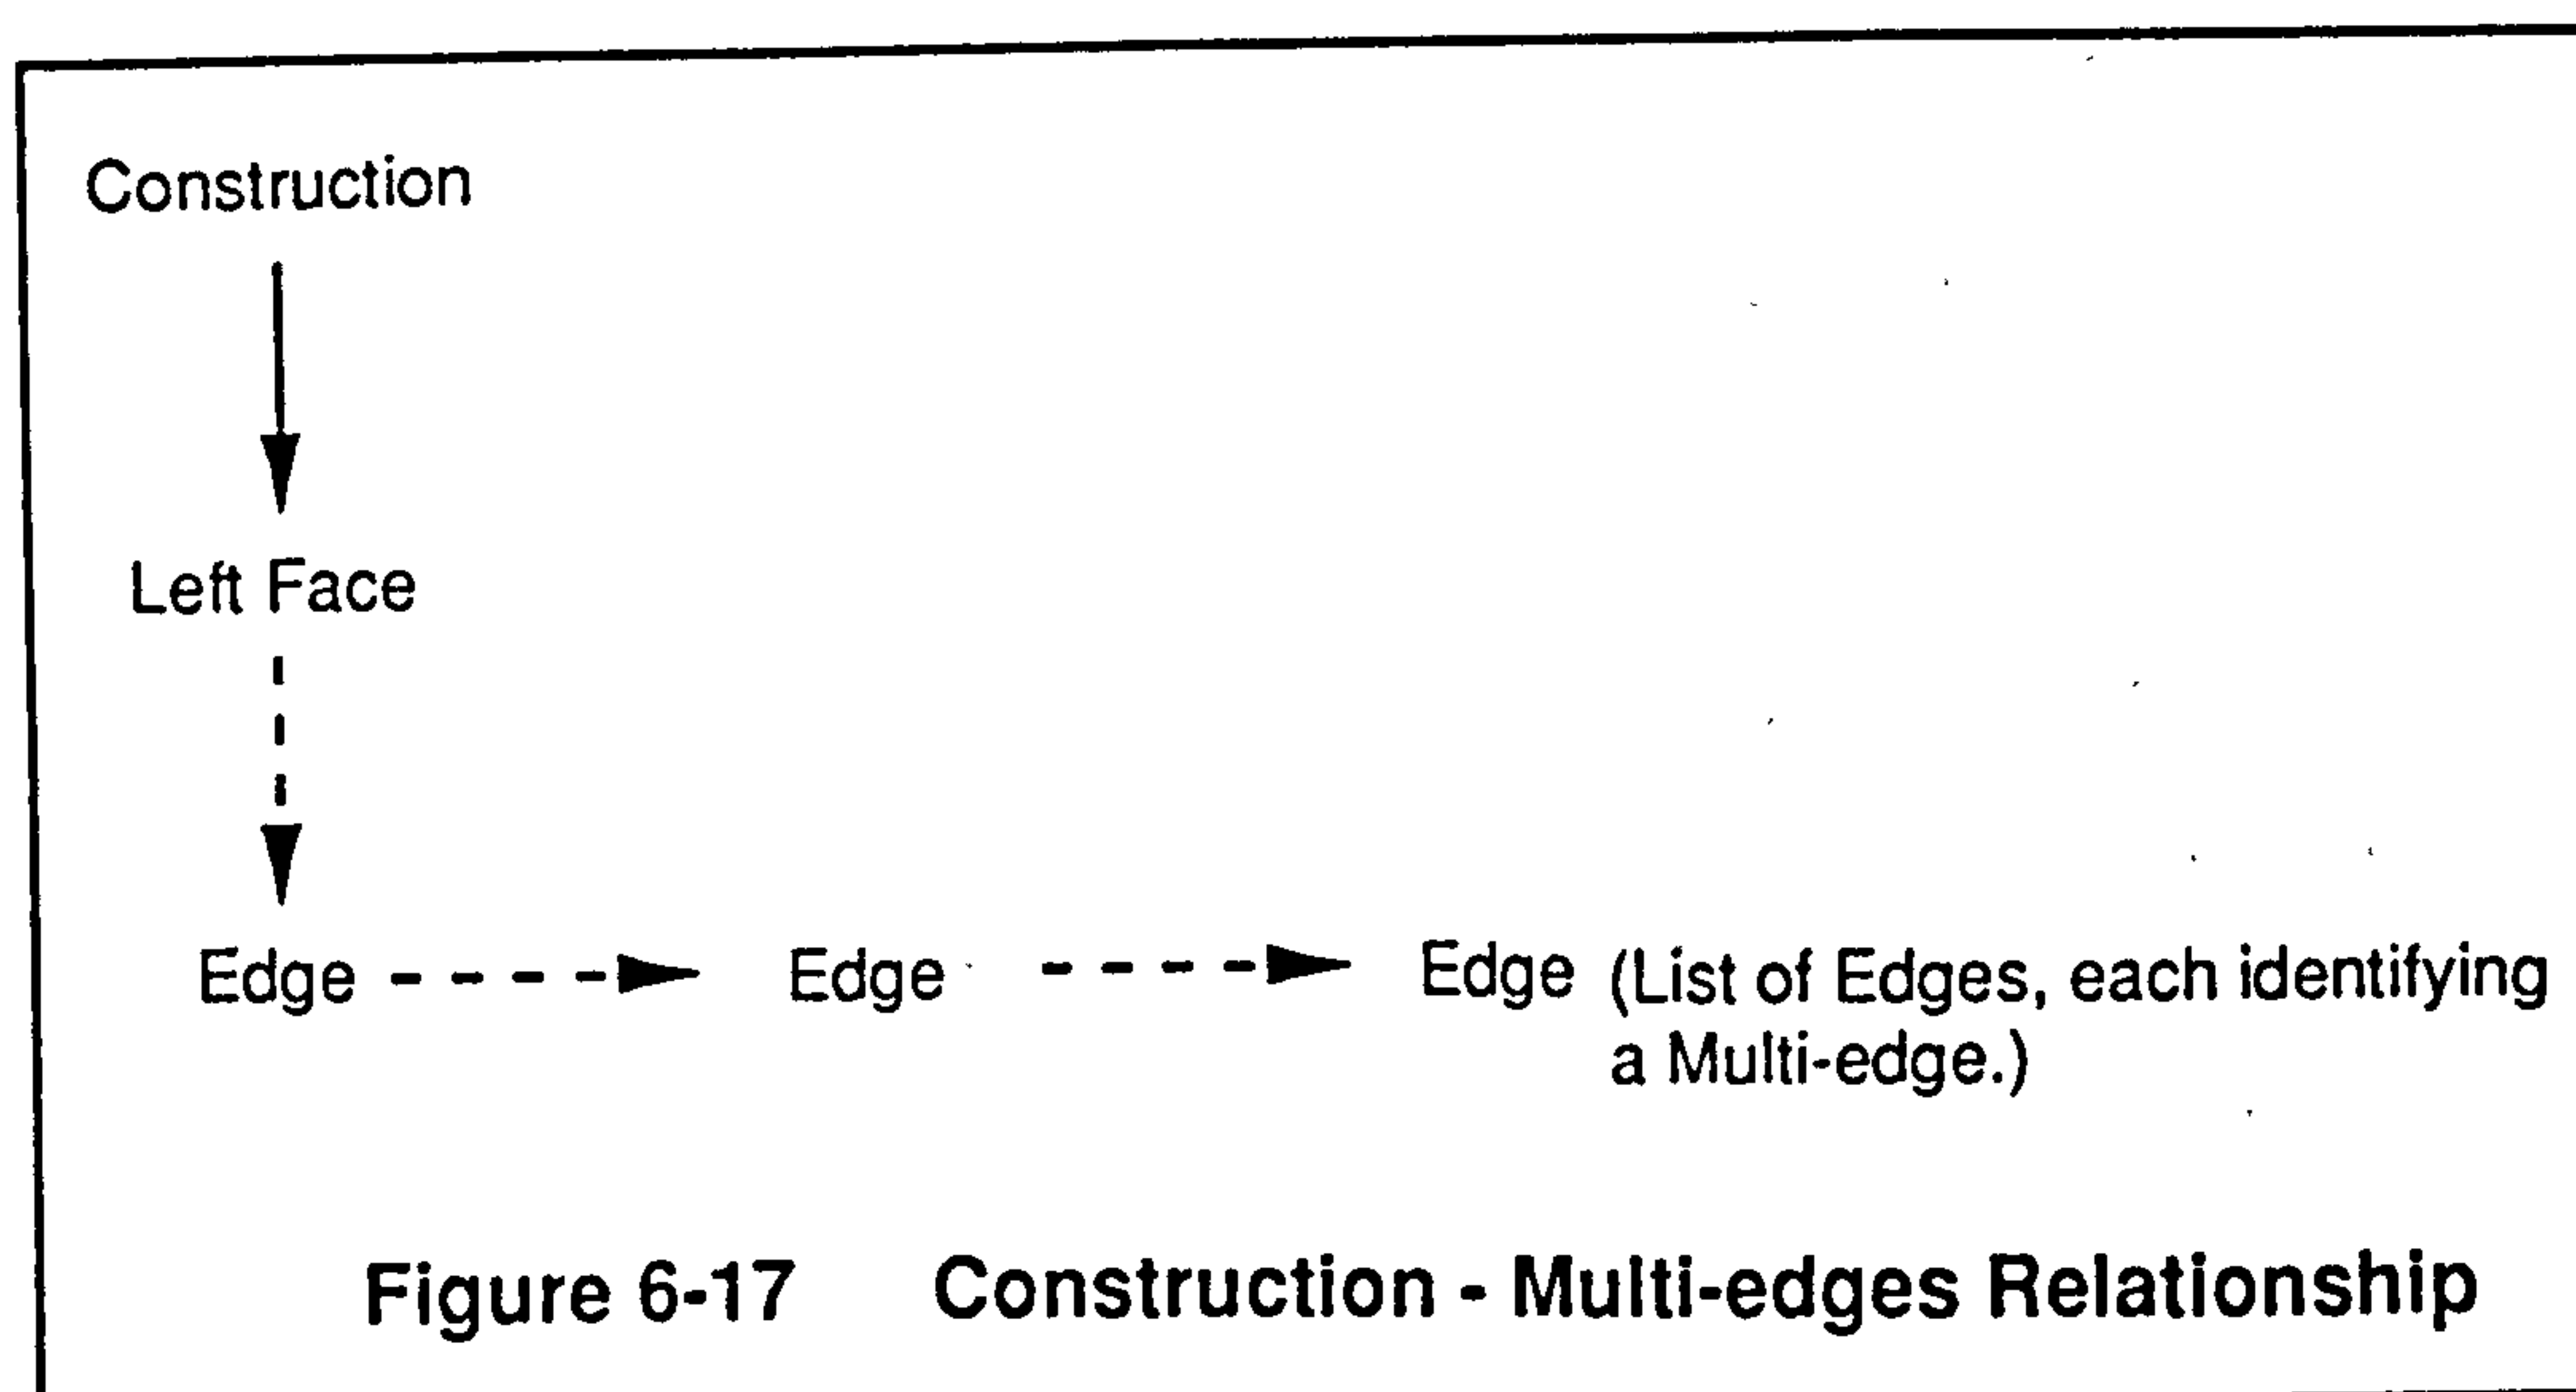 Construction
Left Face
Edge Edge Edge (List of Edges, each identifying
a Multi-edge.)
Figure 6-17 Construction - Multi-edges Relationship